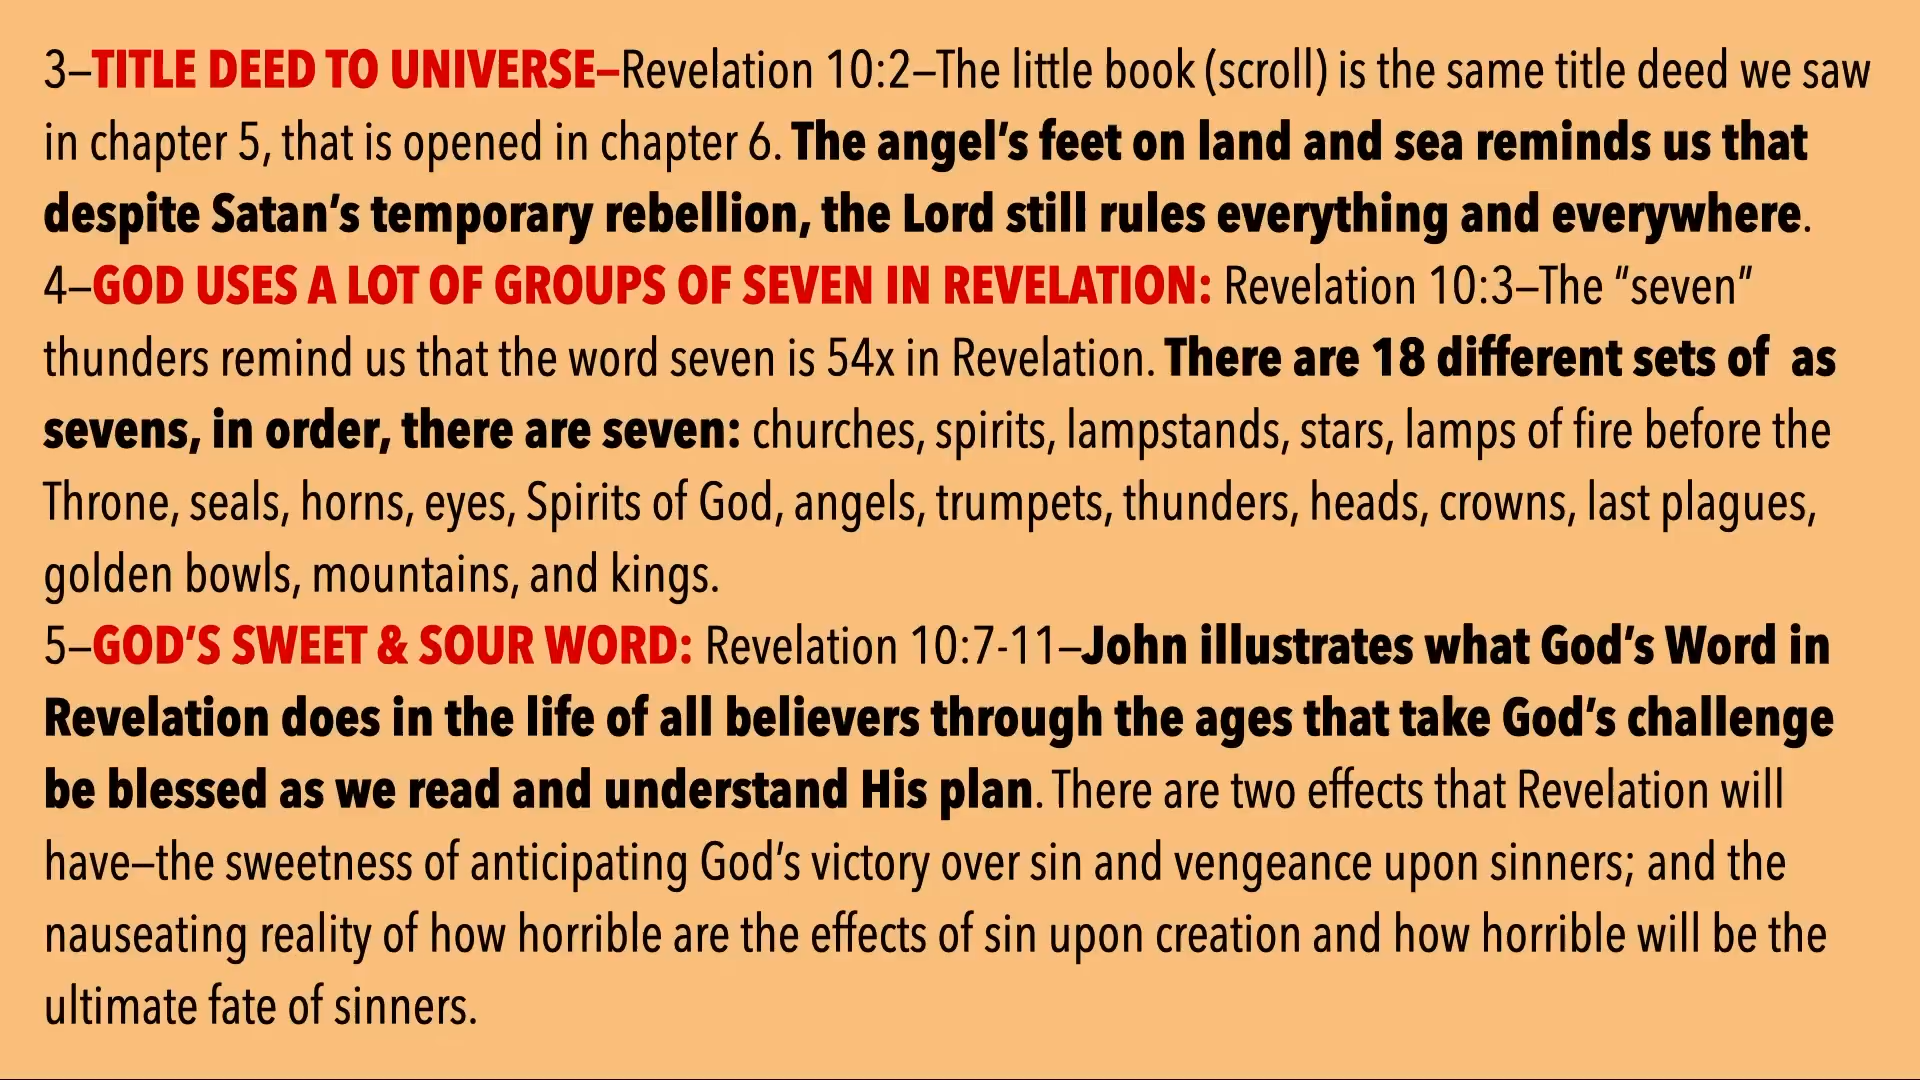 3–TITLE DEED TO UNIVERSE–Revelation 10:2–The little book (scroll) is the same title deed we saw
in chapter 5, that is opened in chapter 6. The angel’s feet on land and sea reminds us that
despite Satan’s temporary rebellion, the Lord still rules everything and everywhere.
4–GOD USES A LOT OF GROUPS OF SEVEN IN REVELATION: Revelation 10:3–The “seven”
thunders remind us that the word seven is 54x in Revelation. There are 18 different sets of  as
sevens, in order, there are seven: churches, spirits, lampstands, stars, lamps of fire before the
Throne, seals, horns, eyes, Spirits of God, angels, trumpets, thunders, heads, crowns, last plagues,
golden bowls, mountains, and kings.
5–GOD’S SWEET & SOUR WORD: Revelation 10:7-11–John illustrates what God’s Word in
Revelation does in the life of all believers through the ages that take God’s challenge
be blessed as we read and understand His plan. There are two effects that Revelation will
have–the sweetness of anticipating God’s victory over sin and vengeance upon sinners; and the
nauseating reality of how horrible are the effects of sin upon creation and how horrible will be the
ultimate fate of sinners.